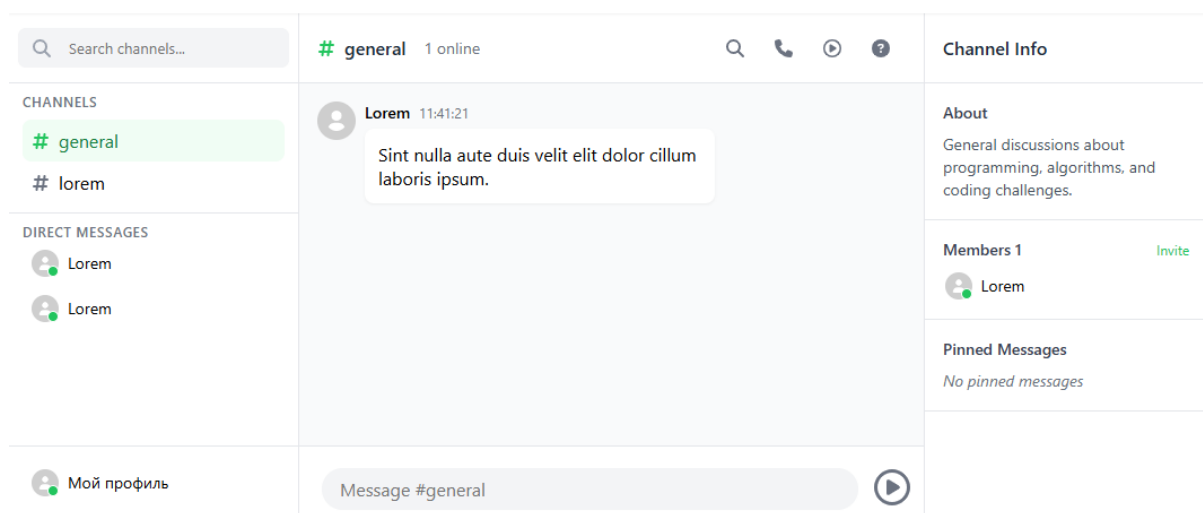 Search channels...
CHANNELS
# general
# lorem
DIRECT MESSAGES
Lorem
Lorem
Мой профиль
# general 1 online
Lorem 11:41:21
Sint nulla aute duis velit elit dolor cillum
laboris ipsum.
Message #general
Channel Info
About
General discussions about
programming, algorithms, and
coding challenges.
Members 1 Invite
Lorem
Pinned Messages
No pinned messages